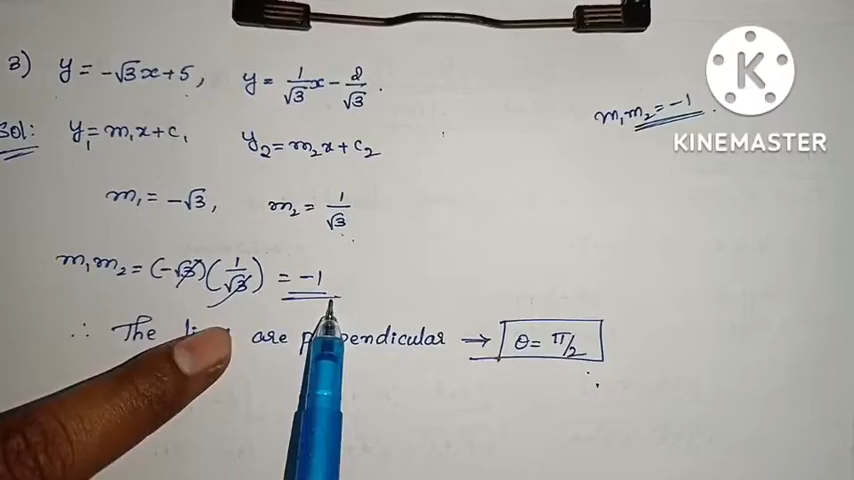 3) y = -√3x+5, y = 1/√3 x - 2/√3.
Sol: y₁=m₁x+c₁ y₂=m₂x+c₂
m₁m₂=-1
K
KINEMASTER
m₁= -√3, m₂= 1/√3
m₁m₂= (-√3)(1/√3) = -1
∴ The are perpendicular → θ= π/2